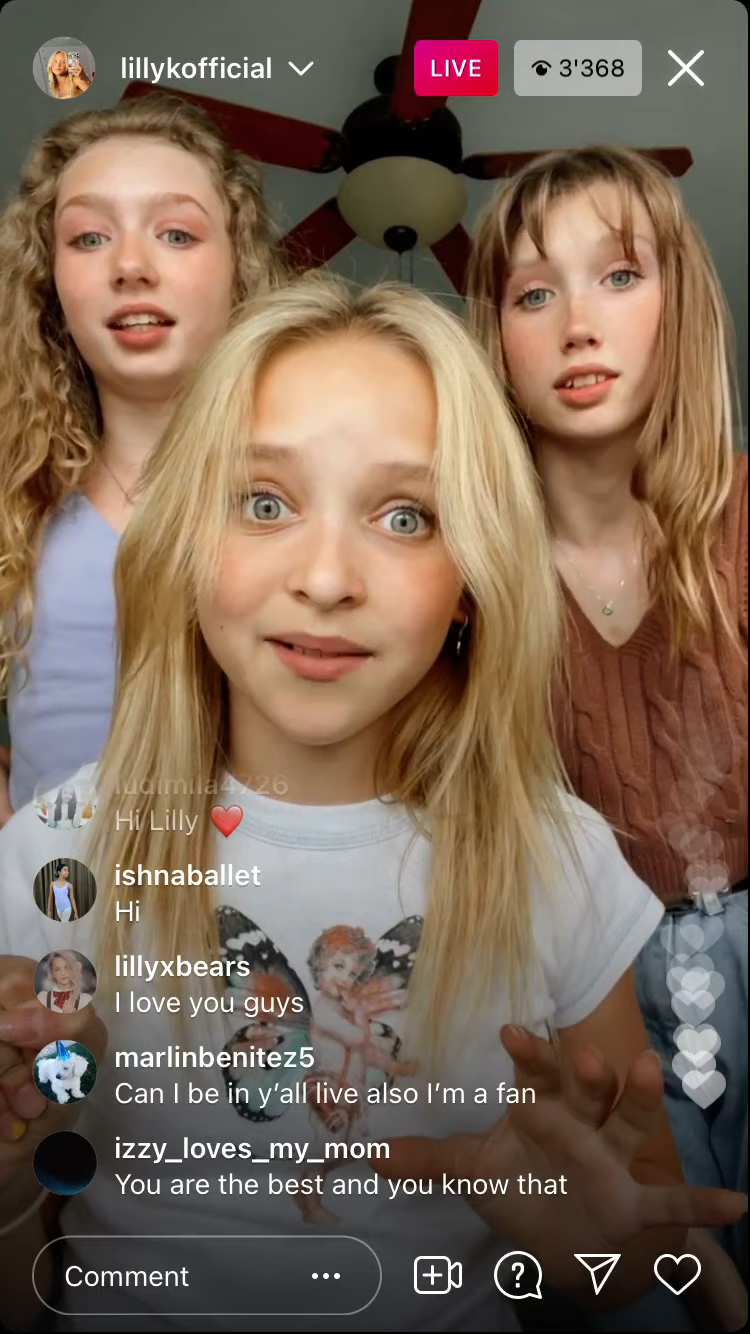 lillykofficial
LIVE
3'368
ludimila4726
Hi Lilly ❤️
ishnaballet
Hi
lillyxbears
I love you guys
marlinbenitez5
Can I be in y’all live also I’m a fan
izzy_loves_my_mom
You are the best and you know that
Comment